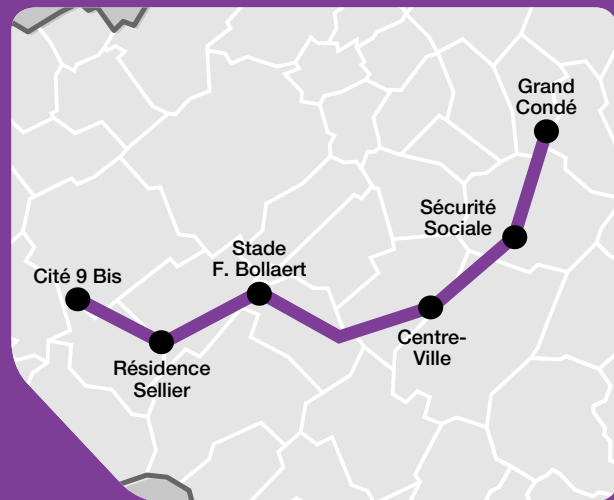 Grand
Condé
Sécurité
Sociale
Stade
F. Bollaert
Cité 9 Bis
Centre-
Ville
Résidence
Sellier